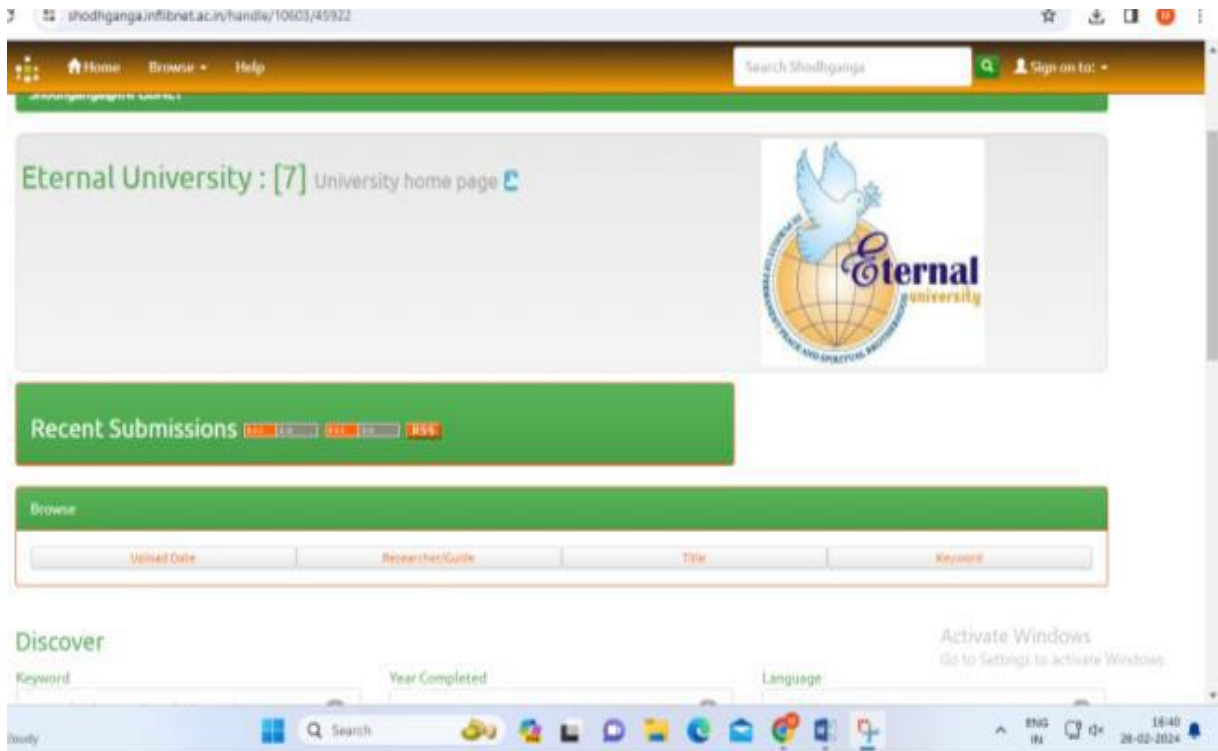 shodhganga.inflibnet.ac.in/handle/10603/45922
Home Browse Help Search Shodhganga Sign on to:
Eternal University : [7] University home page
Eternal
university
Recent Submissions RSS
Browse
Upload Date Researcher/Guide Title Keyword
Discover
Activate Windows
Go to Settings to activate Windows.
Keyword Year Completed Language
Search
ENG
IN
16:40
28-02-2024